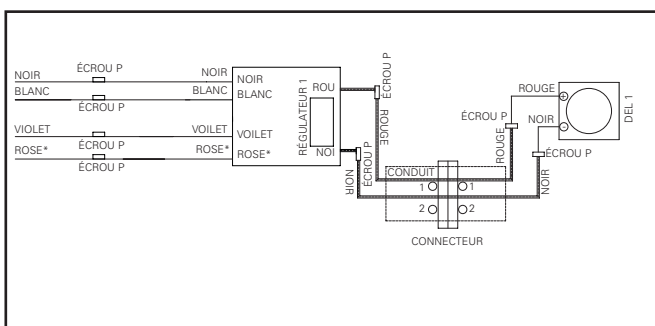 NOIR
ÉCROU P
NOIR
BLANC
ÉCROU P
BLANC
VIOLET
ÉCROU P
VOILET
ROSE*
ÉCROU P
ROSE*
NOIR
BLANC
VOILET
ROSE*
RÉGULATEUR 1
ROU
NOI
ÉCROU P
ROUGE
ÉCROU P
NOIR
CONDUIT
1
1
2
2
CONNECTEUR
ROUGE
ÉCROU P
ROUGE
NOIR
ÉCROU P
NOIR
+
-
DEL 1